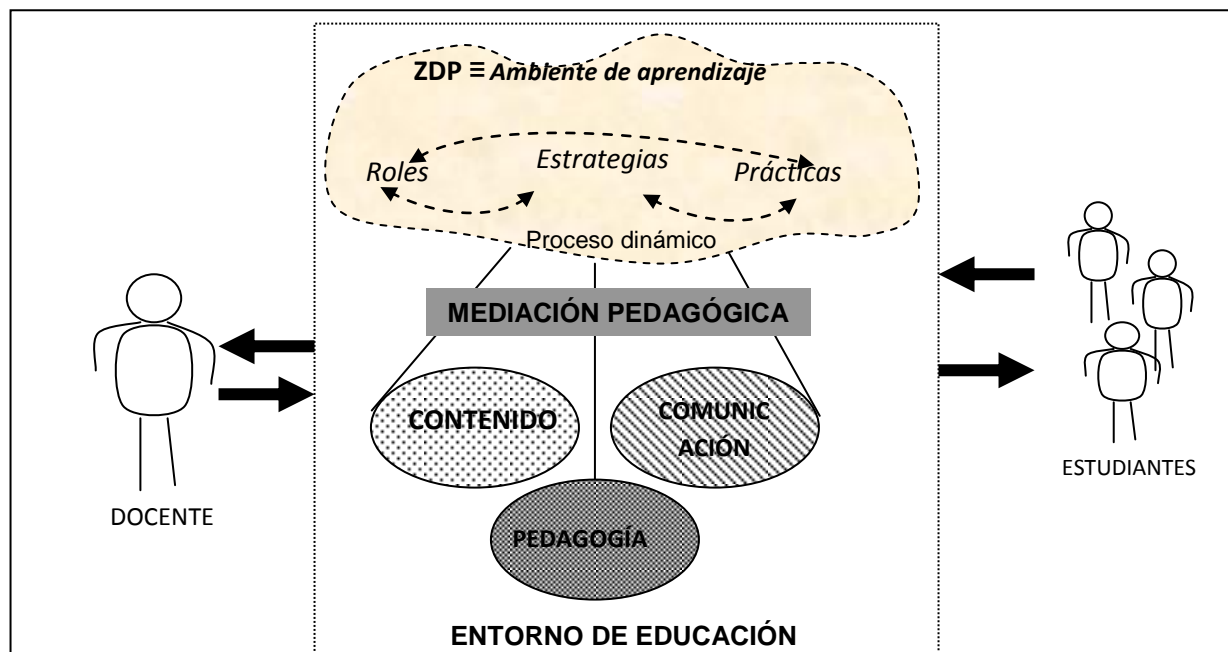 ZDP ≡ Ambiente de aprendizaje
Roles
Estrategias
Prácticas
Proceso dinámico
MEDIACIÓN PEDAGÓGICA
CONTENIDO
COMUNIC
ACIÓN
PEDAGOGÍA
DOCENTE
ESTUDIANTES
ENTORNO DE EDUCACIÓN